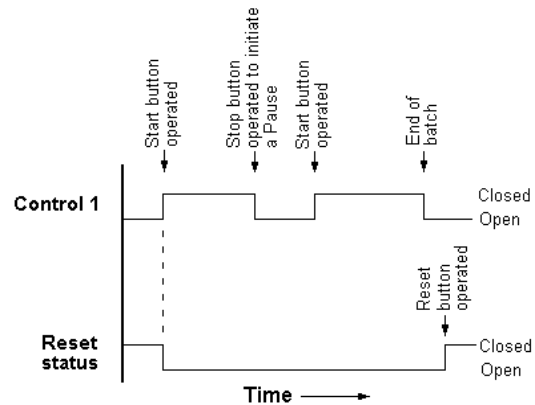 Start button
operated
Stop button
operated to initiate
a Pause
Start button
operated
End of
batch
Control 1
Closed
Open
Reset
button
operated
Reset
status
Closed
Open
Time